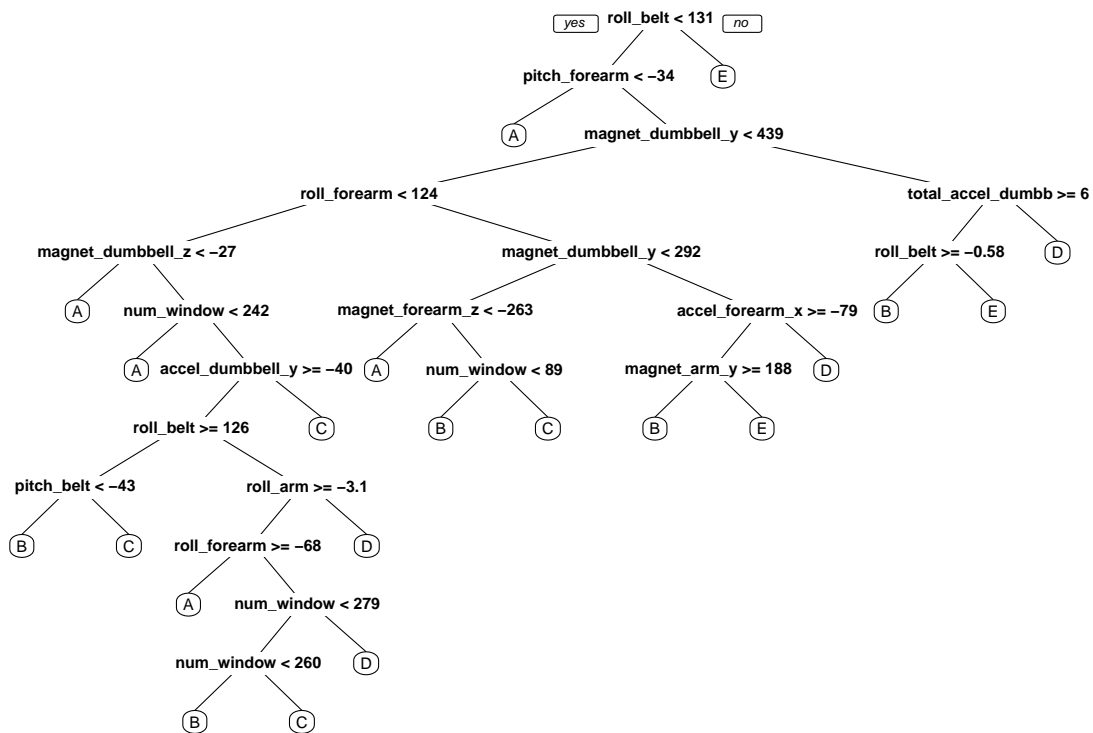 yes roll_belt < 131 no
pitch_forearm < −34 E
A magnet_dumbbell_y < 439
roll_forearm < 124 total_accel_dumbb >= 6
magnet_dumbbell_z < −27 magnet_dumbbell_y < 292 roll_belt >= −0.58 D
A num_window < 242 magnet_forearm_z < −263 accel_forearm_x >= −79 B E
A accel_dumbbell_y >= −40 A num_window < 89 magnet_arm_y >= 188 D
roll_belt >= 126 C B C B E
pitch_belt < −43 roll_arm >= −3.1
B C roll_forearm >= −68 D
A num_window < 279
num_window < 260 D
B C